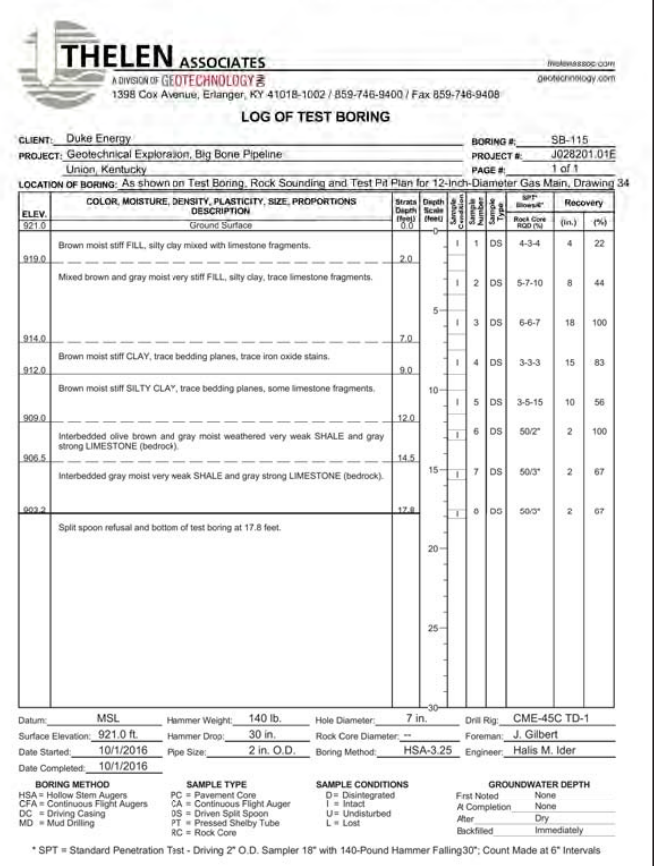 THELEN ASSOCIATES
A DIVISION OF GEOTECHNOLOGY INC
thelenassoc.com
geotechnology.com
1398 Cox Avenue, Erlanger, KY 41018-1002 / 859-746-9400 / Fax 859-746-9408
LOG OF TEST BORING
CLIENT: Duke Energy BORING #: SB-115
PROJECT: Geotechnical Exploraion, Big Bone Pipeline PROJECT #: J028201.01E
Union, Kentucky PAGE #: 1 of 1
LOCATION OF BORING: As shown on Test Boring, Rock Sounding and Test Pit Plan for 12-Inch-Diameter Gas Main, Drawing 34
ELEV. COLOR, MOISTURE, DENSITY, PLASTICITY, SIZE, PROPORTIONS DESCRIPTION Strata Depth (feet) Depth Scale (feet) Sample Condition Sample Number Sample Type SPT* Blows/6" Rock Core RQD (%) Recovery (in.) (%)
921.0 Ground Surface 0.0 0
Brown moist stiff FILL, silty clay mixed with limestone fragments. I 1 DS 4-3-4 4 22
919.0 2.0
Mixed brown and gray moist very stiff FILL, silty clay, trace limestone fragments. I 2 DS 5-7-10 8 44
5
I 3 DS 6-6-7 18 100
914.0 7.0
Brown moist stiff CLAY, trace bedding planes, trace iron oxide stains. I 4 DS 3-3-3 15 83
912.0 9.0
Brown moist stiff SILTY CLAY, trace bedding planes, some limestone fragments. 10
I 5 DS 3-5-15 10 56
909.0 12.0
Interbedded olive brown and gray moist weathered very weak SHALE and gray I 6 DS 50/2" 2 100
strong LIMESTONE (bedrock).
906.5 14.5
Interbedded gray moist very weak SHALE and gray strong LIMESTONE (bedrock). 15 I 7 DS 50/3" 2 67
903.2 17.8 I 8 DS 50/3" 2 67
Split spoon refusal and bottom of test boring at 17.8 feet.
20
25
30
Datum: MSL Hammer Weight: 140 lb. Hole Diameter: 7 in. Drill Rig: CME-45C TD-1
Surface Elevation: 921.0 ft. Hammer Drop: 30 in. Rock Core Diameter: -- Foreman: J. Gilbert
Date Started: 10/1/2016 Pipe Size: 2 in. O.D. Boring Method: HSA-3.25 Engineer: Halis M. Ider
Date Completed: 10/1/2016
BORING METHOD SAMPLE TYPE SAMPLE CONDITIONS GROUNDWATER DEPTH
HSA = Hollow Stem Augers PC = Pavement Core D = Disintegrated First Noted None
CFA = Continuous Flight Augers CA = Continuous Flight Auger I = Intact At Completion None
DC = Driving Casing DS = Driven Split Spoon U = Undisturbed After Dry
MD = Mud Drilling PT = Pressed Shelby Tube L = Lost Backfilled Immediately
RC = Rock Core
* SPT = Standard Penetration Test - Driving 2" O.D. Sampler 18" with 140-Pound Hammer Falling30"; Count Made at 6" Intervals